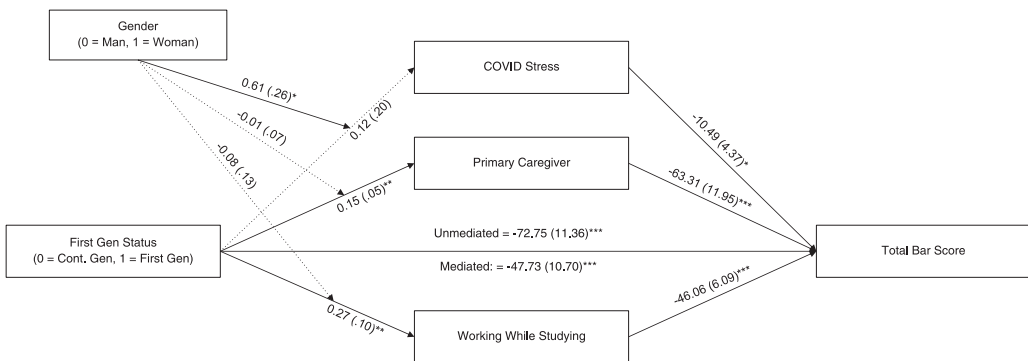 Gender
(0 = Man, 1 = Woman)
COVID Stress
0.61 (.26)*
0.12 (.20)
-0.01 (.07)
-10.49 (4.37)*
-0.08 (.13)
Primary Caregiver
0.15 (.05)**
-63.31 (11.95)***
First Gen Status
(0 = Cont. Gen, 1 = First Gen)
Unmediated = -72.75 (11.36)***
Mediated: = -47.73 (10.70)***
Total Bar Score
0.27 (.10)**
-46.06 (6.09)***
Working While Studying